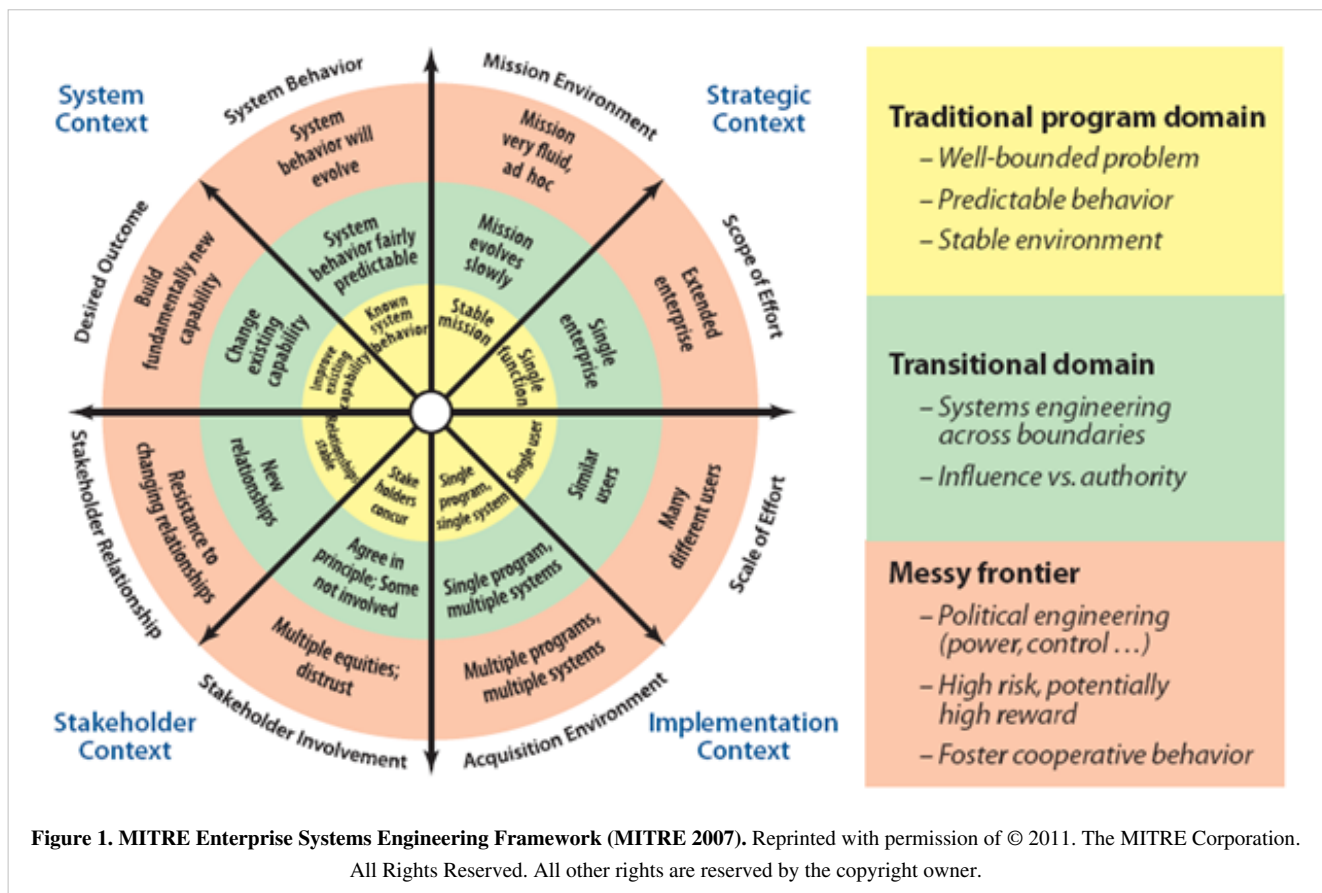 System
Context
System Behavior
Mission Environment
Strategic
Context
Desired Outcome
Scope of Effort
Stakeholder Relationship
Scale of Effort
Stakeholder
Context
Stakeholder Involvement
Acquisition Environment
Implementation
Context
System
behavior will
evolve
Mission
very fluid,
ad hoc
Build
fundamentally new
capability
Extended
enterprise
Resistance to
changing relationships
Many
different users
Multiple equities;
distrust
Multiple programs,
multiple systems
System
behavior fairly
predictable
Mission
evolves
slowly
Change
existing
capability
Single
enterprise
New
relationships
Similar
users
Agree in
principle; Some
not involved
Single program,
multiple systems
Known
system
behavior
Stable
mission
Improve
existing
capability
Single
function
Relationships
stable
Single user
Stake
holders
concur
Single
program,
single system
Traditional program domain
– Well-bounded problem
– Predictable behavior
– Stable environment
Transitional domain
– Systems engineering
across boundaries
– Influence vs. authority
Messy frontier
– Political engineering
(power, control …)
– High risk, potentially
high reward
– Foster cooperative behavior
Figure 1. MITRE Enterprise Systems Engineering Framework (MITRE 2007). Reprinted with permission of © 2011. The MITRE Corporation.
All Rights Reserved. All other rights are reserved by the copyright owner.